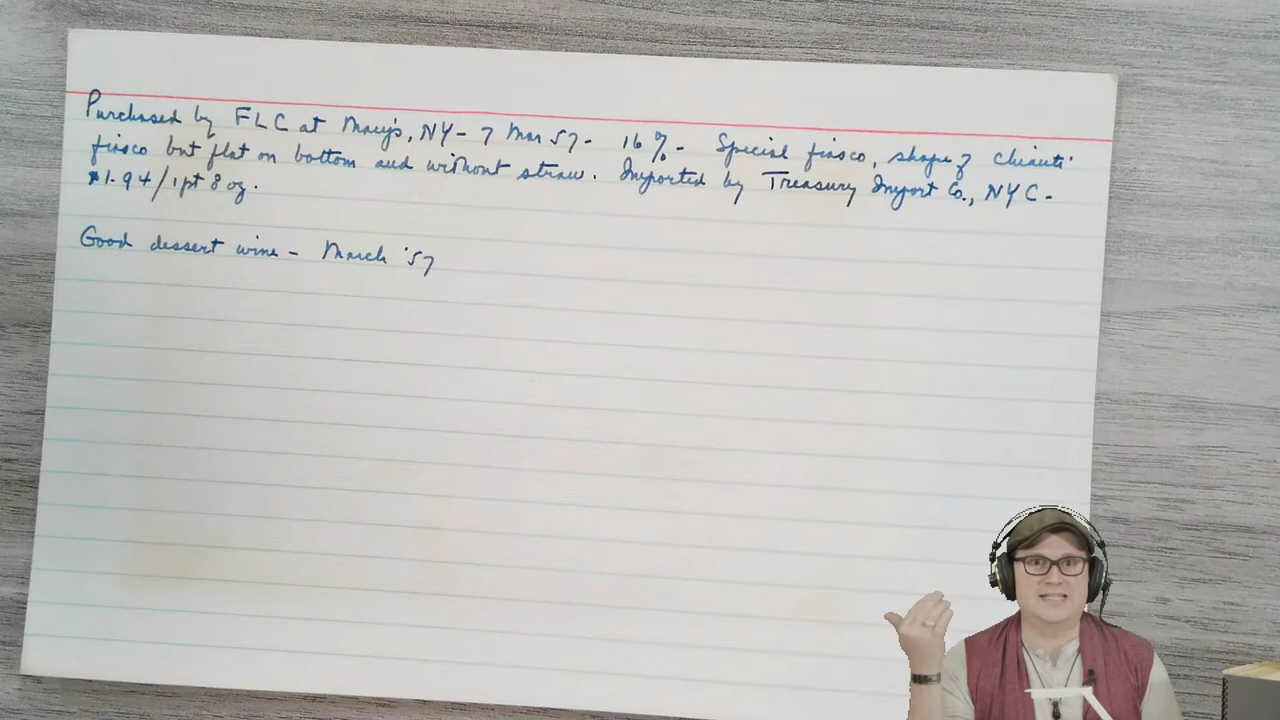 Purchased by FLC at Macy's, NY - 7 Mar 57 - 16% - Special fiasco, shape of chianti
fiasco but flat on bottom and without straw. Imported by Treasury Import Co., NYC -
$1.94/1 pt 8 oz.
Good dessert wine - March '57